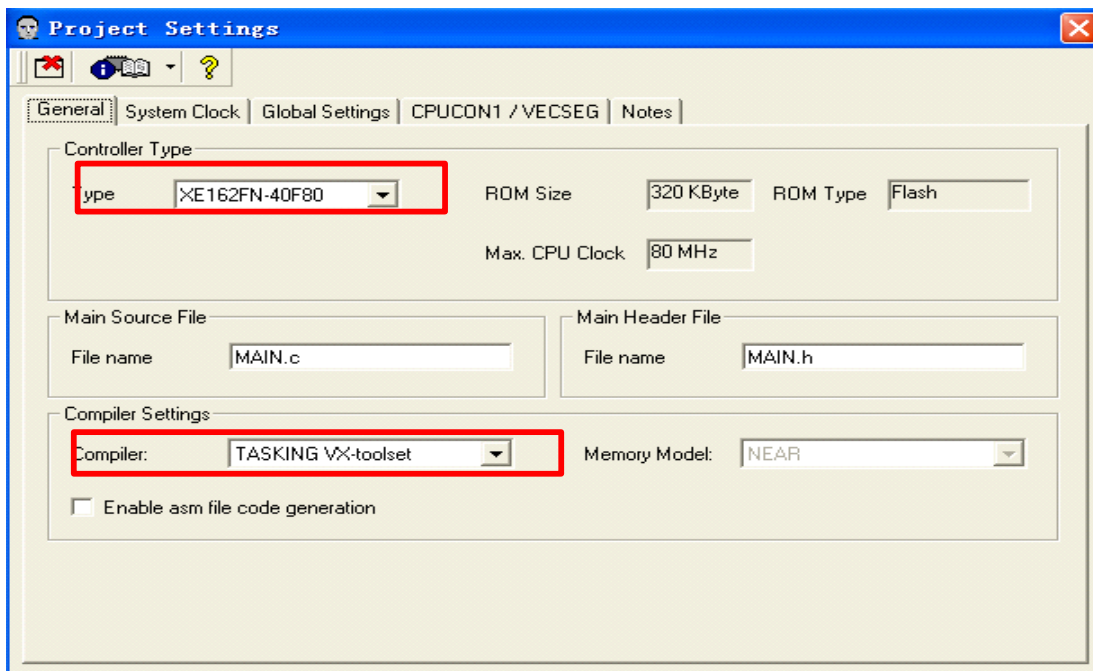 Project Settings
General System Clock Global Settings CPUCON1 / VECSEG Notes
Controller Type
Type XE162FN-40F80 ROM Size 320 KByte ROM Type Flash
Max. CPU Clock 80 MHz
Main Source File Main Header File
File name MAIN.c File name MAIN.h
Compiler Settings
Compiler: TASKING VX-toolset Memory Model: NEAR
Enable asm file code generation